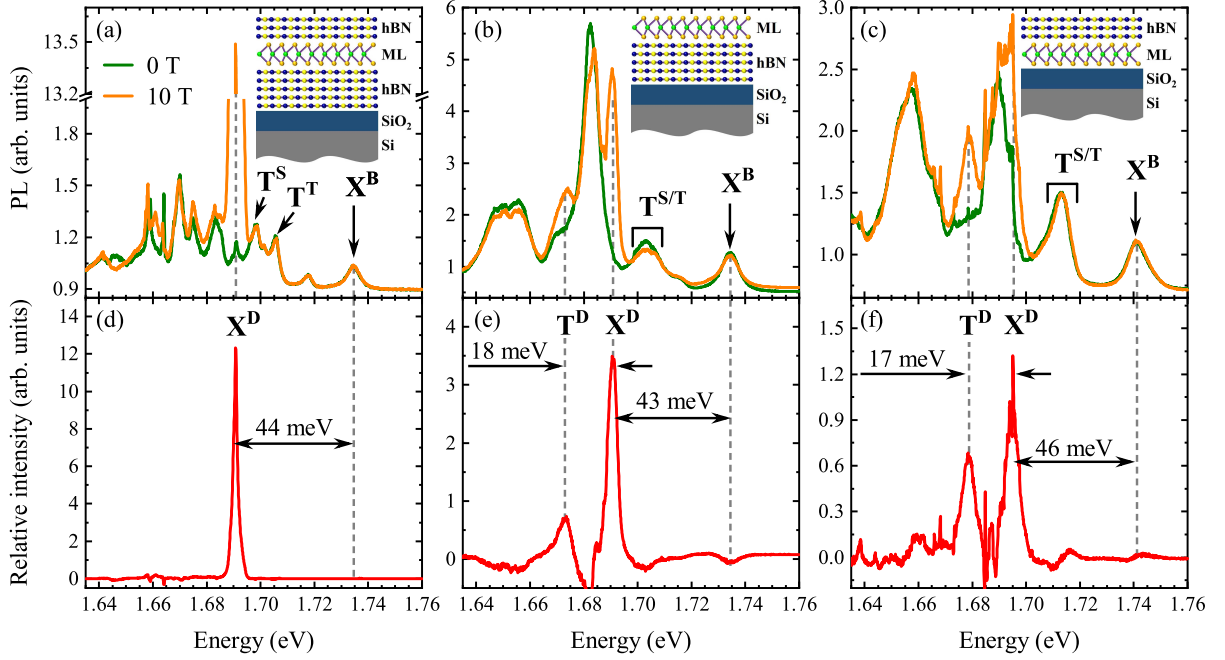 (a)
0 T
10 T
hBN
ML
hBN
SiO2
Si
T^S
T^T
X^B
PL (arb. units)
13.5
13.2
1.8
1.5
1.2
0.9
(b)
ML
hBN
SiO2
Si
T^S/T
X^B
6
5
4
3
2
1
(c)
hBN
ML
SiO2
Si
T^S/T
X^B
3.0
2.5
2.0
1.5
1.0
(d)
X^D
44 meV
Relative intensity (arb. units)
14
12
10
8
6
4
2
0
1.64 1.66 1.68 1.70 1.72 1.74 1.76
Energy (eV)
(e)
T^D X^D
18 meV
43 meV
4
3
2
1
0
1.64 1.66 1.68 1.70 1.72 1.74 1.76
Energy (eV)
(f)
T^D X^D
17 meV
46 meV
1.5
1.2
0.9
0.6
0.3
0.0
1.64 1.66 1.68 1.70 1.72 1.74 1.76
Energy (eV)